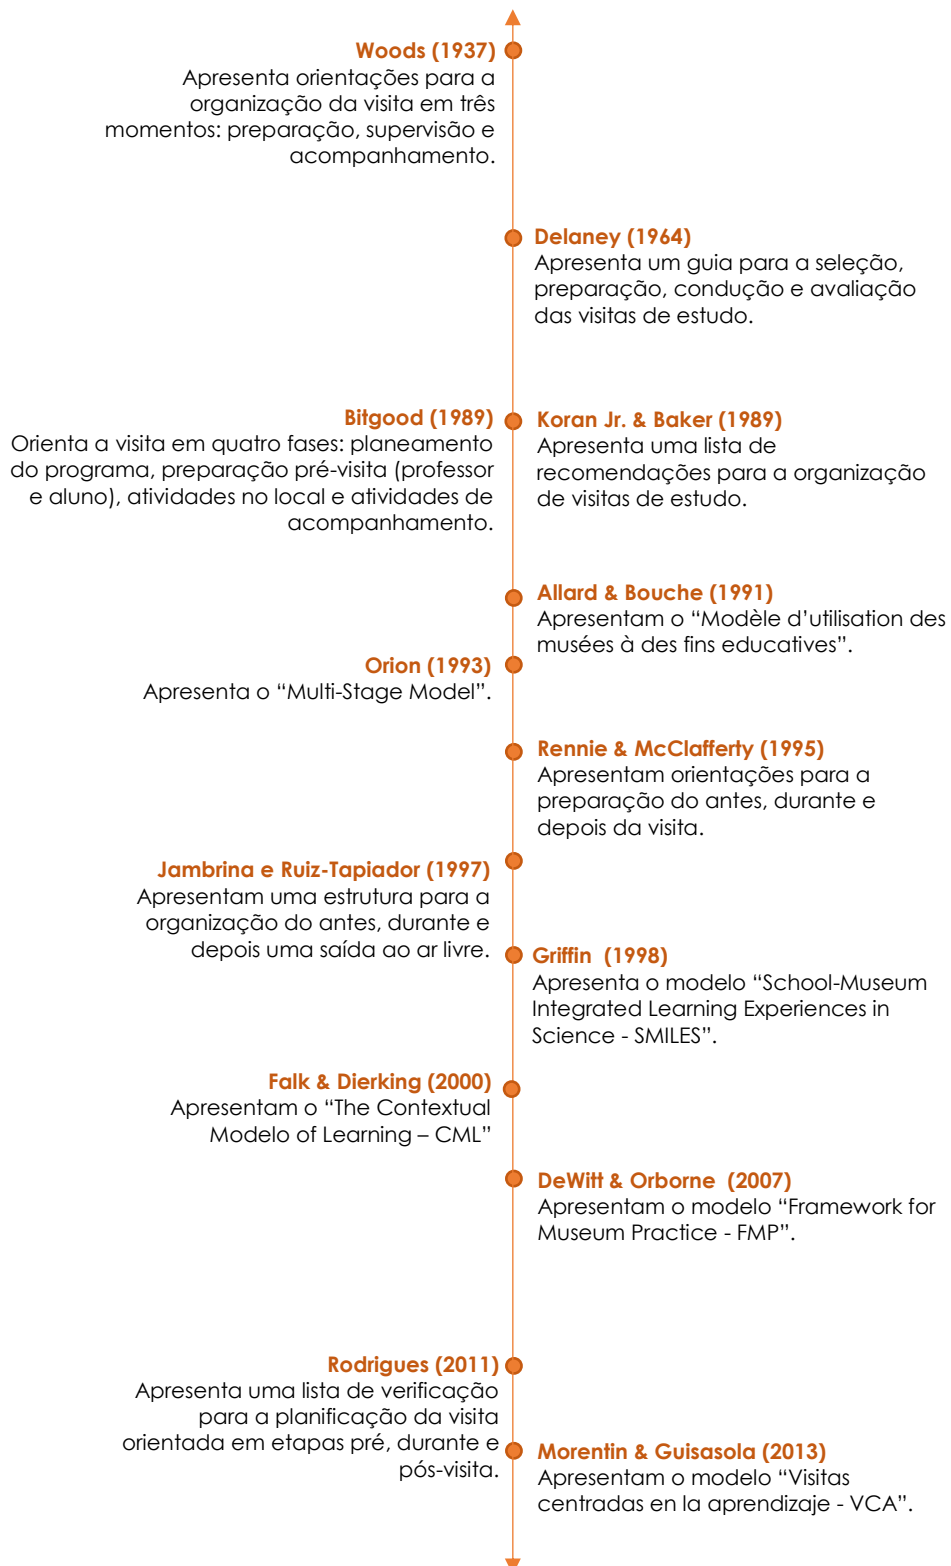 Woods (1937)
Apresenta orientações para a
organização da visita em três
momentos: preparação, supervisão e
acompanhamento.
Delaney (1964)
Apresenta um guia para a seleção,
preparação, condução e avaliação
das visitas de estudo.
Bitgood (1989)
Orienta a visita em quatro fases: planeamento
do programa, preparação pré-visita (professor
e aluno), atividades no local e atividades de
acompanhamento.
Koran Jr. & Baker (1989)
Apresenta uma lista de
recomendações para a organização
de visitas de estudo.
Allard & Bouche (1991)
Apresentam o “Modèle d’utilisation des
musées à des fins educatives”.
Orion (1993)
Apresenta o “Multi-Stage Model”.
Rennie & McClafferty (1995)
Apresentam orientações para a
preparação do antes, durante e
depois da visita.
Jambrina e Ruiz-Tapiador (1997)
Apresentam uma estrutura para a
organização do antes, durante e
depois uma saída ao ar livre.
Griffin (1998)
Apresenta o modelo “School-Museum
Integrated Learning Experiences in
Science - SMILES”.
Falk & Dierking (2000)
Apresentam o “The Contextual
Modelo of Learning – CML”
DeWitt & Orborne (2007)
Apresentam o modelo “Framework for
Museum Practice - FMP”.
Rodrigues (2011)
Apresenta uma lista de verificação
para a planificação da visita
orientada em etapas pré, durante e
pós-visita.
Morentin & Guisasola (2013)
Apresentam o modelo “Visitas
centradas en la aprendizaje - VCA”.